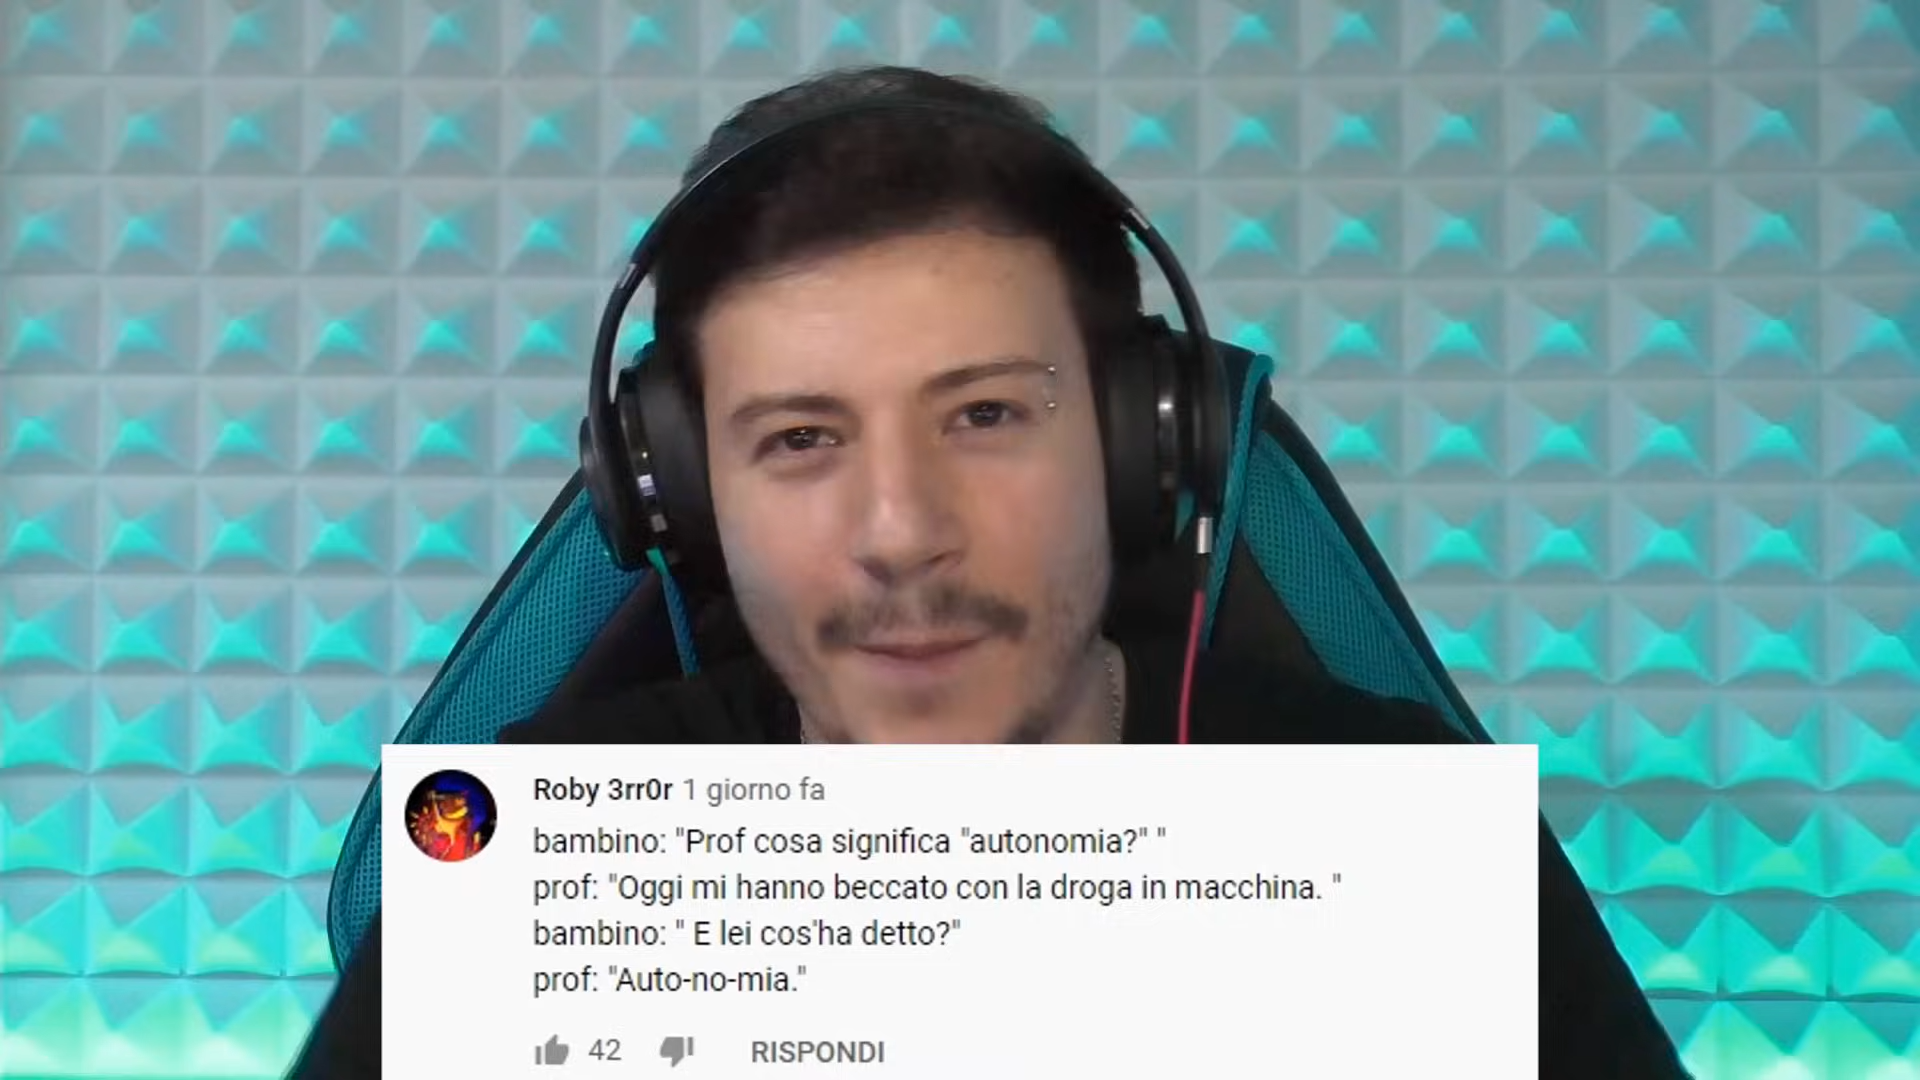 Roby 3rr0r 1 giorno fa
bambino: "Prof cosa significa "autonomia?" "
prof: "Oggi mi hanno beccato con la droga in macchina. "
bambino: " E lei cos'ha detto?"
prof: "Auto-no-mia."
42 RISPONDI